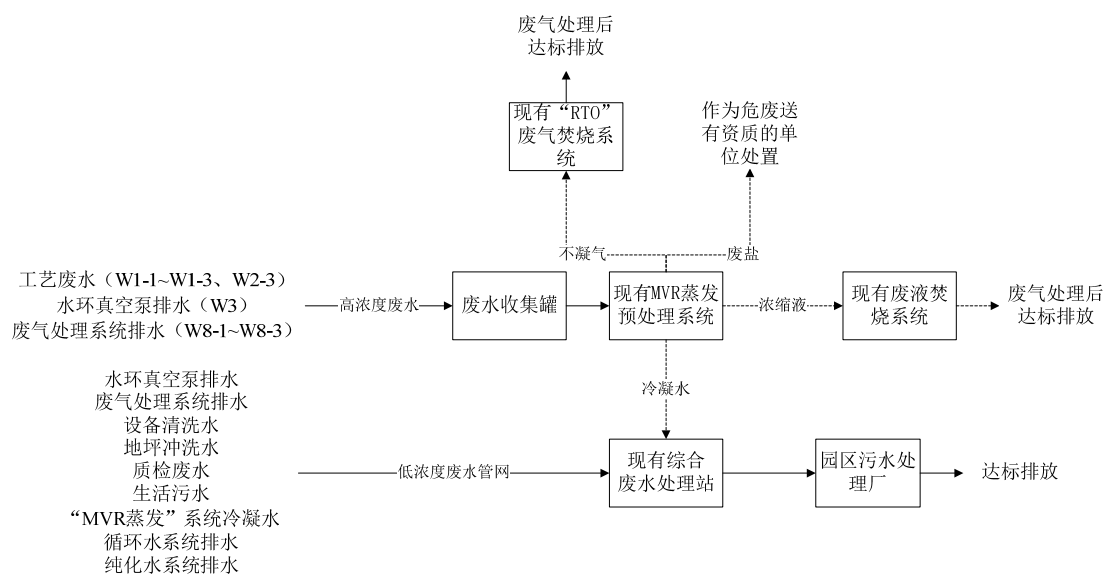 废气处理后
达标排放
现有“RTO”
废气焚烧系
统
作为危废送
有资质的单
位处置
不凝气
废盐
工艺废水（W1-1~W1-3、W2-3）
水环真空泵排水（W3）
废气处理系统排水（W8-1~W8-3）
高浓度废水
废水收集罐
现有MVR蒸发
预处理系统
浓缩液
现有废液焚
烧系统
废气处理后
达标排放
冷凝水
水环真空泵排水
废气处理系统排水
设备清洗水
地坪冲洗水
质检废水
生活污水
“MVR蒸发”系统冷凝水
循环水系统排水
纯化水系统排水
低浓度废水管网
现有综合
废水处理站
园区污水处
理厂
达标排放